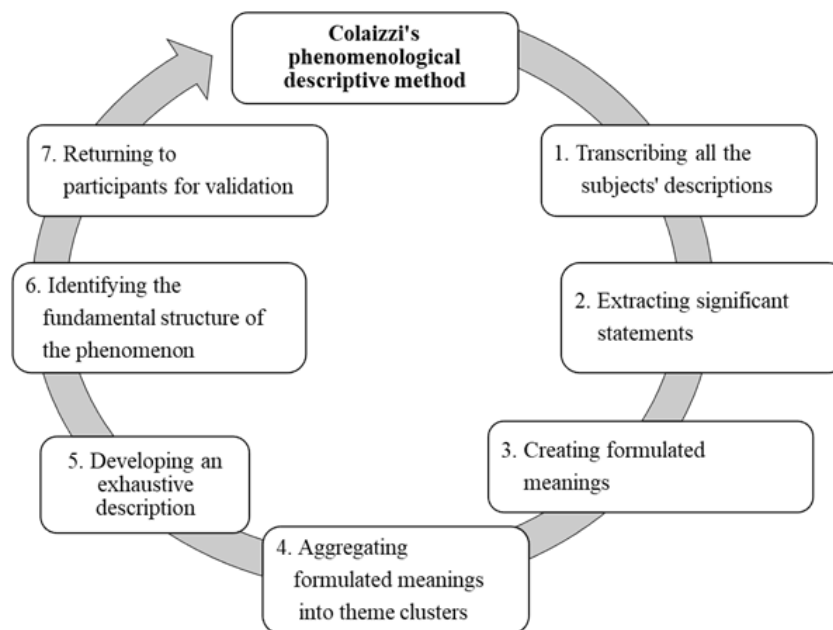 Colaizzi's
phenomenological
descriptive method
1. Transcribing all the
subjects' descriptions
2. Extracting significant
statements
3. Creating formulated
meanings
4. Aggregating
formulated meanings
into theme clusters
5. Developing an
exhaustive
description
6. Identifying the
fundamental structure of
the phenomenon
7. Returning to
participants for validation